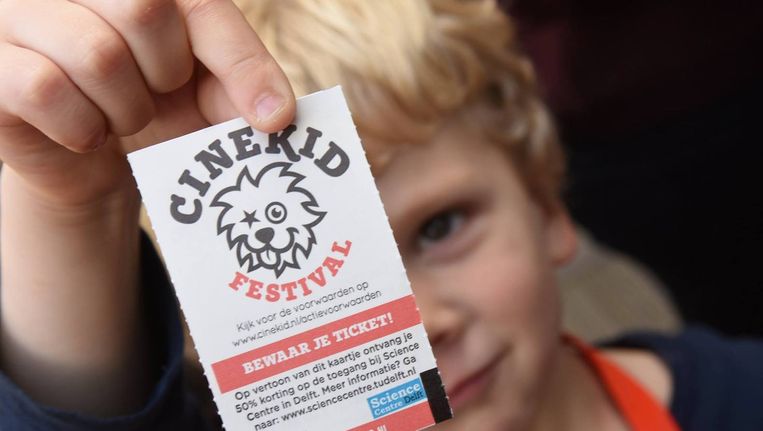 CINEKID
FESTIVAL
Kijk voor de voorwaarden op
www.cinekid.nl/actievoorwaarden
BEWAAR JE TICKET!
Op vertoon van dit kaartje ontvang je
50% korting op de toegang bij Science
Centre in Delft. Meer informatie? Ga
naar: www.sciencecentre.tudelft.nl
Science
Centre Delft